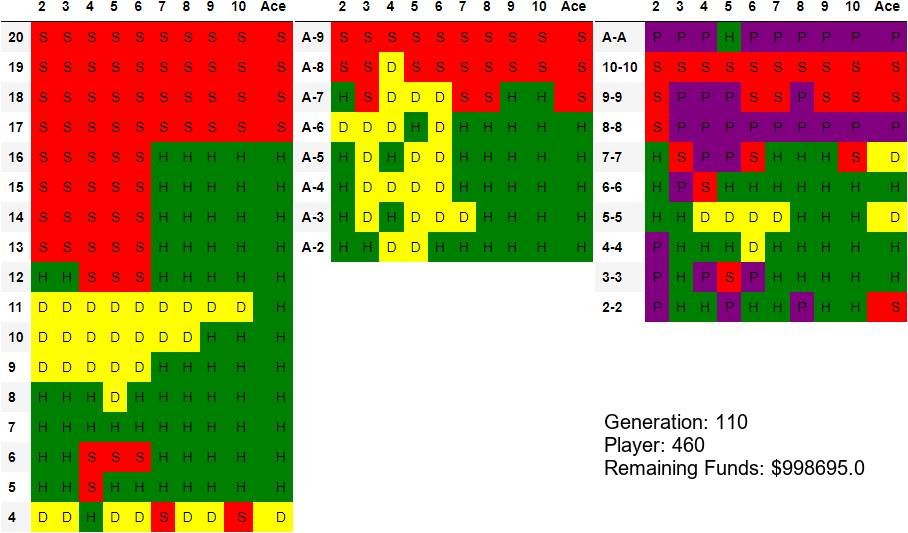 2 3 4 5 6 7 8 9 10 Ace 2 3 4 5 6 7 8 9 10 Ace 2 3 4 5 6 7 8 9 10 Ace
20 S S S S S S S S S S A-9 S S S S S S S S S S A-A P P P H P P P P P P
19 S S S S S S S S S S A-8 S S D S S S S S S S 10-10 S S S S S S S S S S
18 S S S S S S S S S S A-7 H S D D D S S H H S 9-9 S P P P S S P S S S
17 S S S S S S S S S S A-6 D D D H D H H H H H 8-8 S P P P P P P P P P
16 S S S S S H H H H H A-5 H D H D D H H H H H 7-7 H S P P S H H H S D
15 S S S S S H H H H H A-4 H D D D D H H H H H 6-6 H P S H H H H H H H
14 S S S S S H H H H H A-3 H D H D D D H H H H 5-5 H H D D D D H H H D
13 S S S S S H H H H H A-2 H H D D H H H H H H 4-4 P H H H D H H H H H
12 H H S S S H H H H H 3-3 P H P S P H H H H H
11 D D D D D D D D D H 2-2 P H H P H H P H H S
10 D D D D D D D H H H
9 D D D D D H H H H H
8 H H H D H H H H H H
7 H H H H H H H H H H
Generation: 110
Player: 460
Remaining Funds: $998695.0
6 H H S S S H H H H H
5 H H S H H H H H H H
4 D D H D D S D D S D